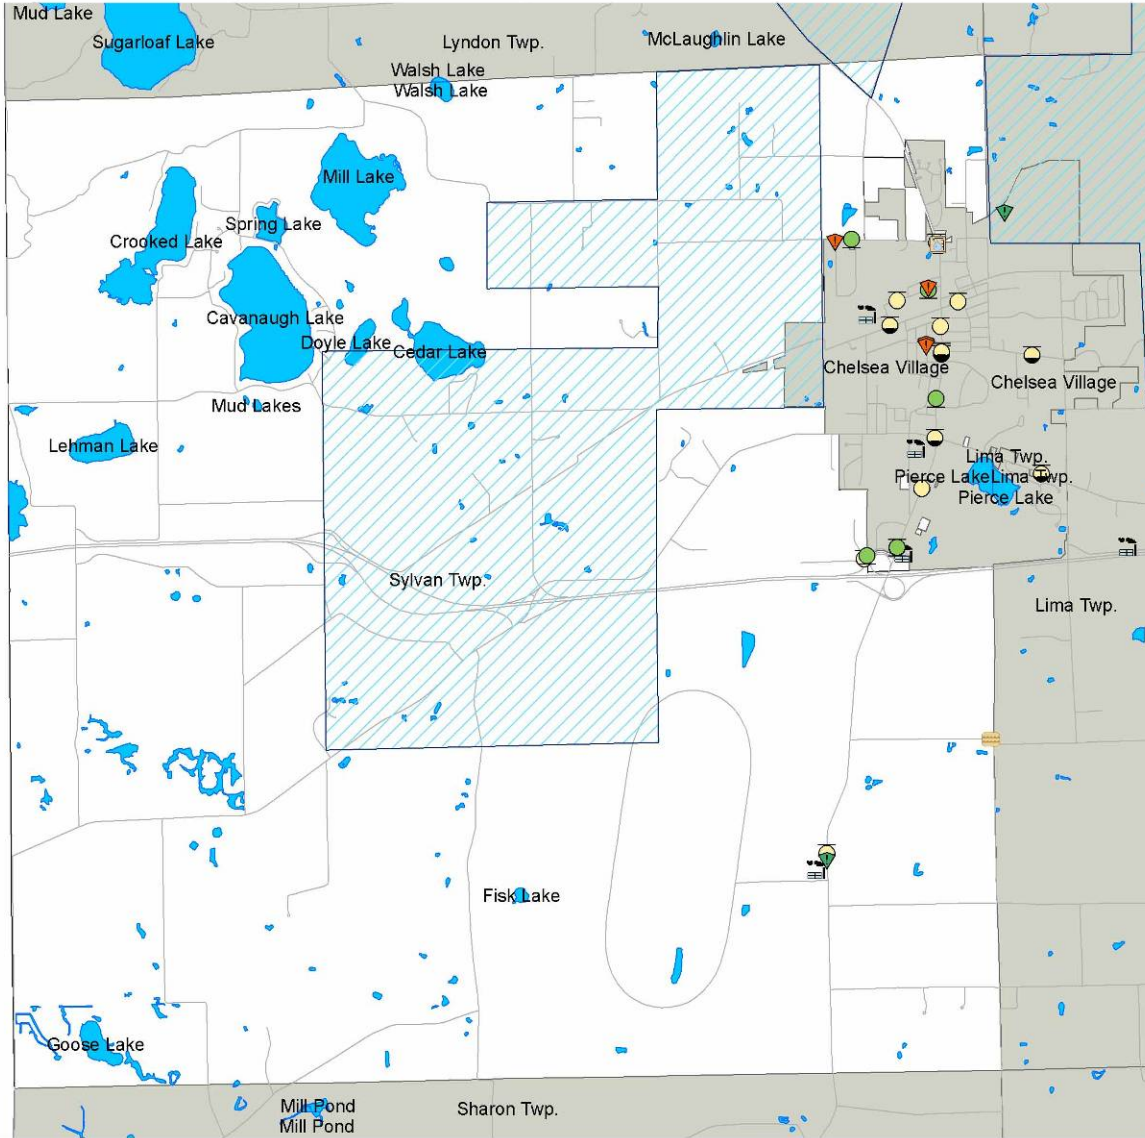 Mud Lake
Sugarloaf Lake
Lyndon Twp.
McLaughlin Lake
Walsh Lake
Walsh Lake
Mill Lake
Spring Lake
Crooked Lake
Cavanaugh Lake
Doyle Lake
Cedar Lake
Chelsea Village
Chelsea Village
Mud Lakes
Lehman Lake
Lima Twp.
Pierce Lake
Lima Twp.
Pierce Lake
Sylvan Twp.
Lima Twp.
Fisk Lake
Goose Lake
Mill Pond
Mill Pond
Sharon Twp.